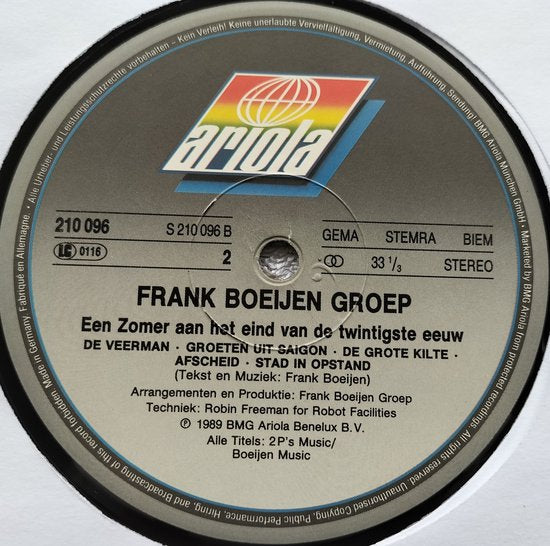 Alle Urheber- und Leistungsschutzrechte vorbehalten - Kein Verleih! Keine unerlaubte Vervielfältigung, Vermietung, Aufführung, Sendung! BMG Ariola München GmbH • Marketed by BMG Ariola
ariola
210 096
S 210 096 B
GEMA STEMRA BIEM
LC 0116
2
33 1/3
STEREO
FRANK BOEIJEN GROEP
Een Zomer aan het eind van de twintigste eeuw
DE VEERMAN · GROETEN UIT SAIGON · DE GROTE KILTE ·
AFSCHEID · STAD IN OPSTAND
(Tekst en Muziek: Frank Boeijen)
Arrangementen en Produktie: Frank Boeijen Groep
Techniek: Robin Freeman for Robot Facilities
℗ 1989 BMG Ariola Benelux B.V.
Alle Titels: 2P's Music/
Boeijen Music
from protected recordings. All rights reserved. Unauthorised Copying, Public Performance, Hiring, and Broadcasting of this record forbidden. Made in Germany. Fabriqué en Allemagne. •